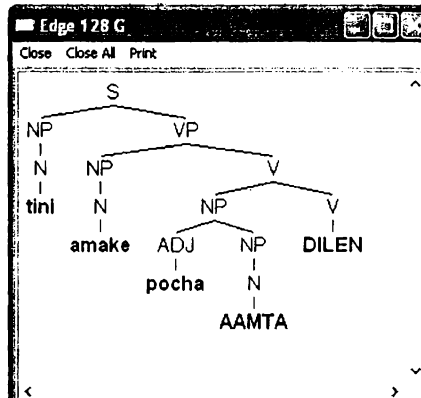 Edge 128 G
Close Close All Print
S
NP VP
N NP V
tini N NP V
amake ADJ NP DILEN
pocha N
AAMTA